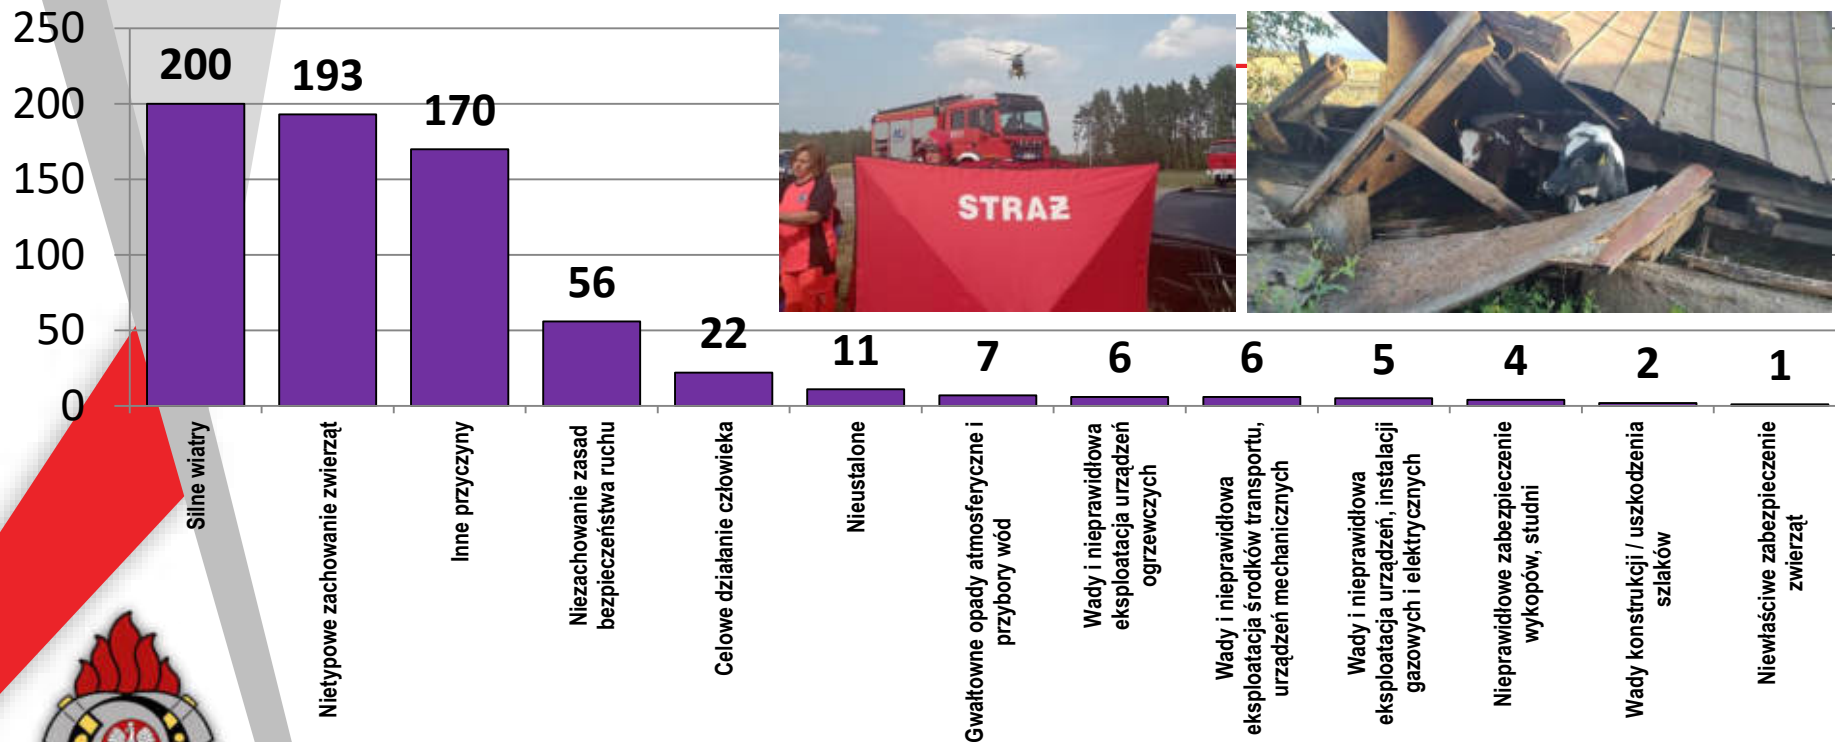 250
200
150
100
50
0
200
193
170
56
22
11
7
6
6
5
4
2
1
STRAŻ
Silne wiatry
Nietypowe zachowanie zwierząt
Inne przyczyny
Niezachowanie zasad
bezpieczeństwa ruchu
Celowe działanie człowieka
Nieustalone
Gwałtowne opady atmosferyczne i
przybory wód
Wady i nieprawidłowa
eksploatacja urządzeń
ogrzewczych
Wady i nieprawidłowa
eksploatacja środków transportu,
urządzeń mechanicznych
Wady i nieprawidłowa
eksploatacja urządzeń, instalacji
gazowych i elektrycznych
Nieprawidłowe zabezpieczenie
wykopów, studni
Wady konstrukcji / uszkodzenia
szlaków
Niewłaściwe zabezpieczenie
zwierząt